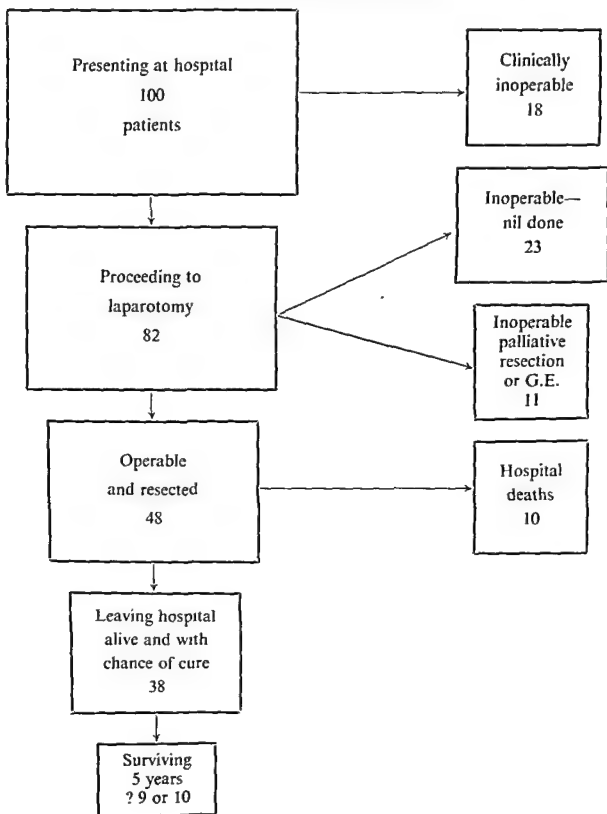 Presenting at hospital
100
patients
Clinically
inoperable
18
Inoperable—
nil done
23
Proceeding to
laparotomy
82
Inoperable
palliative
resection
or G.E.
11
Operable
and resected
48
Hospital
deaths
10
Leaving hospital
alive and with
chance of cure
38
Surviving
5 years
? 9 or 10